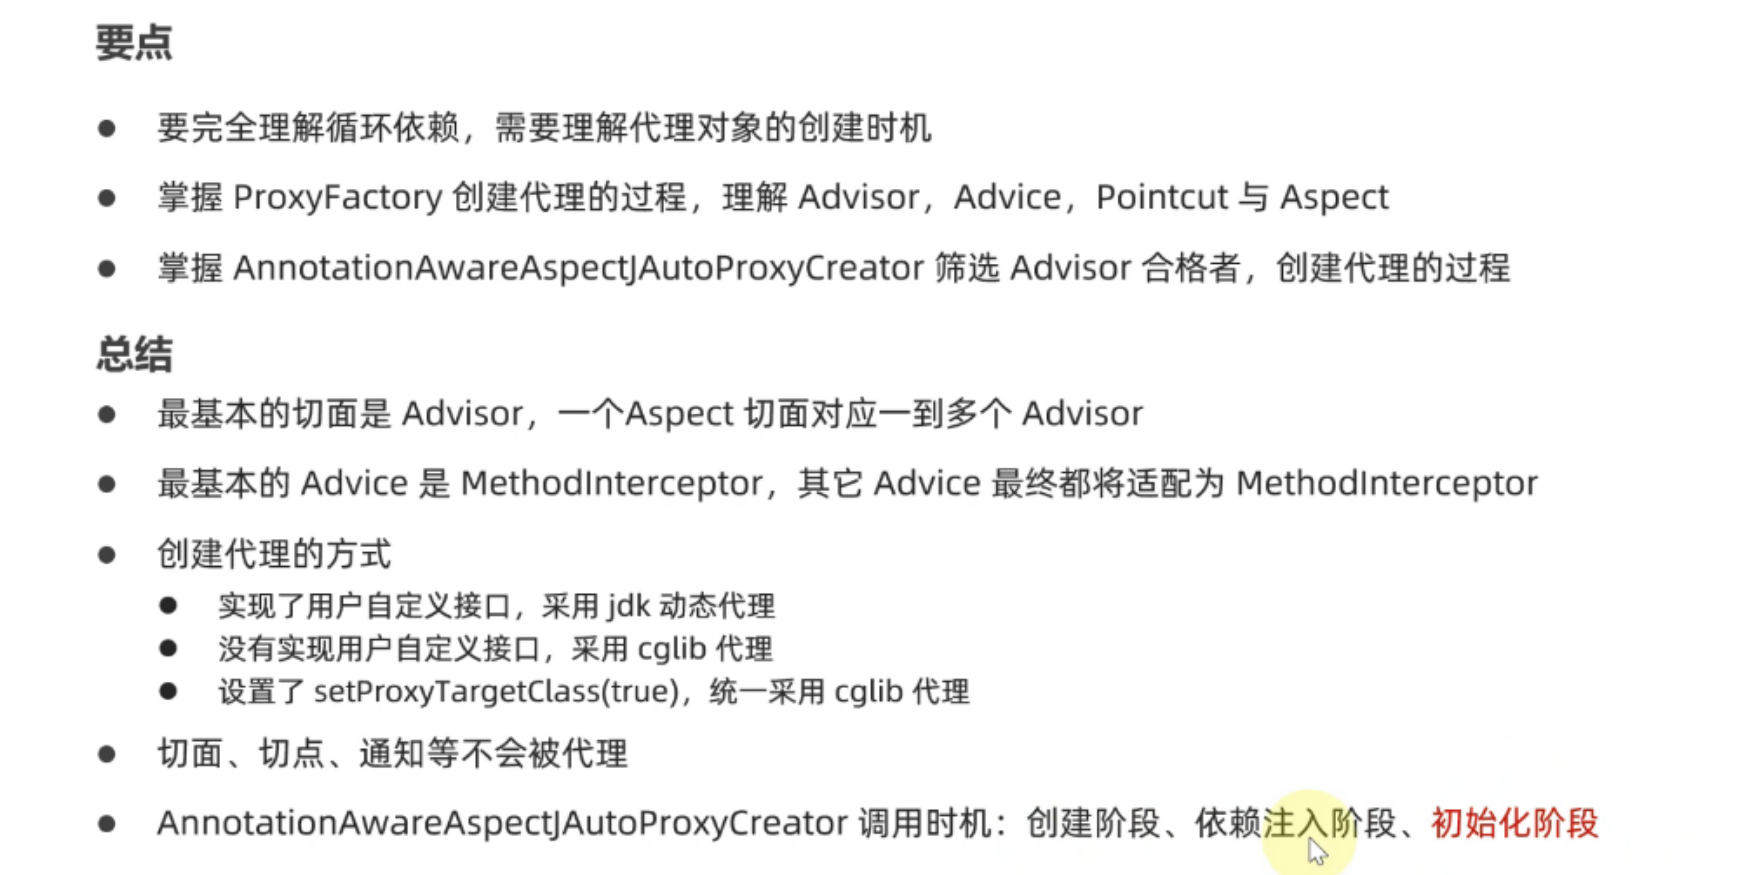 要点
● 要完全理解循环依赖，需要理解代理对象的创建时机
● 掌握 ProxyFactory 创建代理的过程，理解 Advisor，Advice，Pointcut 与 Aspect
● 掌握 AnnotationAwareAspectJAutoProxyCreator 筛选 Advisor 合格者，创建代理的过程
总结
● 最基本的切面是 Advisor，一个Aspect 切面对应一到多个 Advisor
● 最基本的 Advice 是 MethodInterceptor，其它 Advice 最终都将适配为 MethodInterceptor
● 创建代理的方式
● 实现了用户自定义接口，采用 jdk 动态代理
● 没有实现用户自定义接口，采用 cglib 代理
● 设置了 setProxyTargetClass(true)，统一采用 cglib 代理
● 切面、切点、通知等不会被代理
● AnnotationAwareAspectJAutoProxyCreator 调用时机：创建阶段、依赖注入阶段、初始化阶段